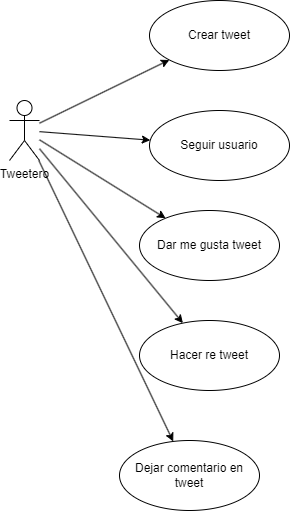 Crear tweet
Seguir usuario
Tweetero
Dar me gusta tweet
Hacer re tweet
Dejar comentario en
tweet